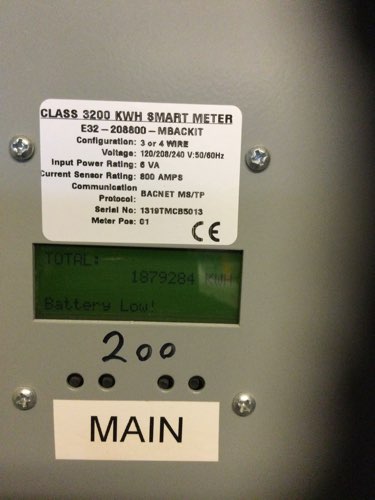 CLASS 3200 KWH SMART METER
E32-208800-MBACKIT
Configuration: 3 or 4 WIRE
Voltage: 120/208/240 V:50/60Hz
Input Power Rating: 6 VA
Current Sensor Rating: 800 AMPS
Communication
Protocol: BACNET MS/TP
Serial No: 1319TMCB5013
Meter Pos: 01
CE
TOTAL:
1879284 KWH
Battery Low!
200
MAIN